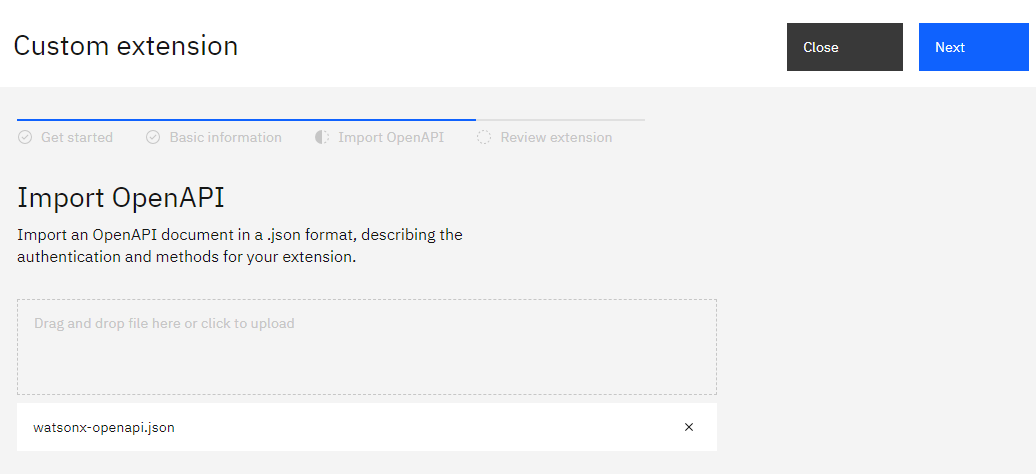 Custom extension
Close
Next
Get started
Basic information
Import OpenAPI
Review extension
Import OpenAPI
Import an OpenAPI document in a .json format, describing the
authentication and methods for your extension.
Drag and drop file here or click to upload
watsonx-openapi.json